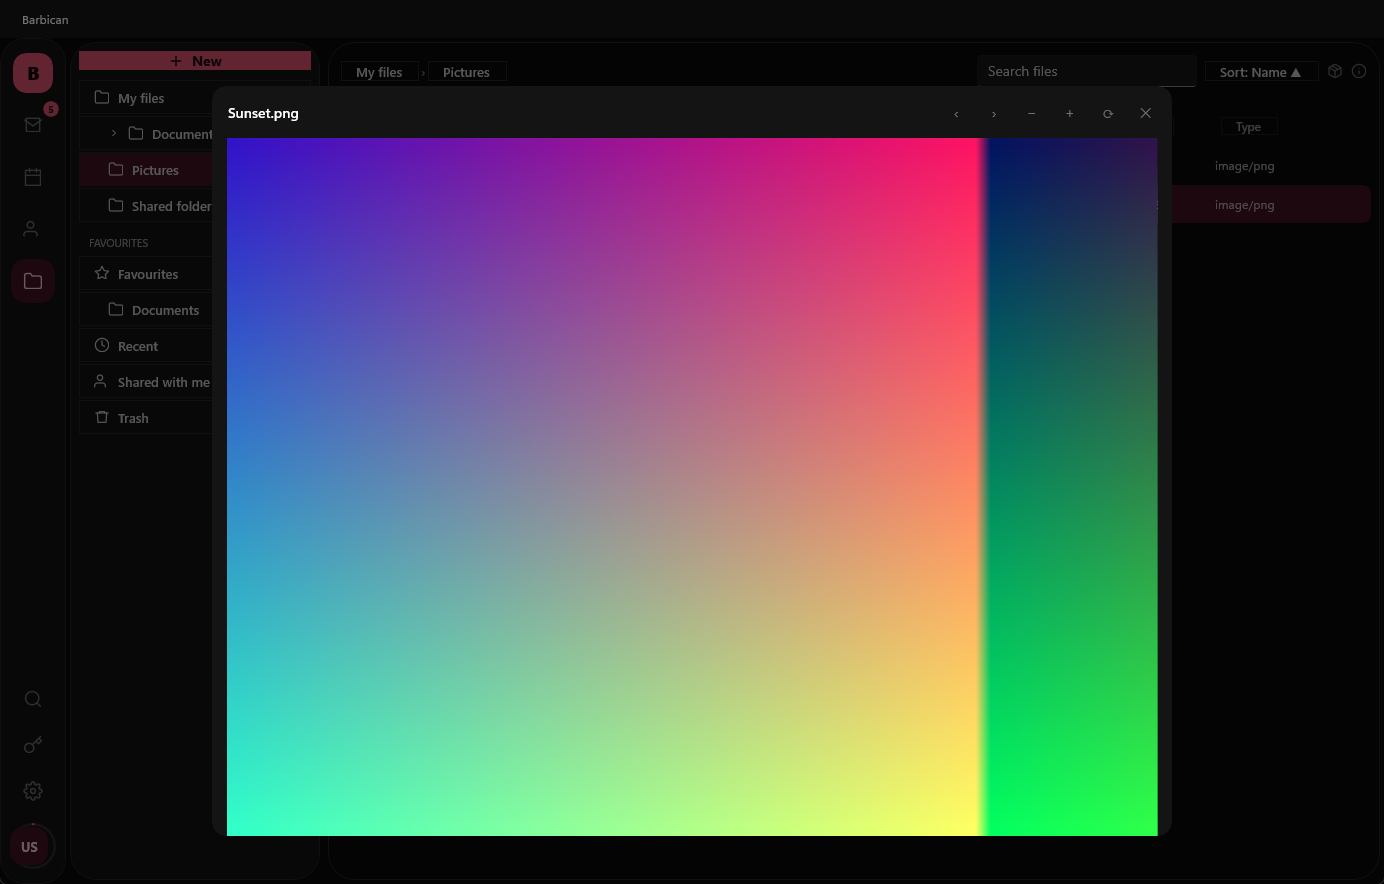 Barbican
B
5
US
+ New
My files
Document
Pictures
Shared folder
FAVOURITES
Favourites
Documents
Recent
Shared with me
Trash
My files › Pictures
Search files
Sort: Name ▲
Type
image/png
image/png
Sunset.png